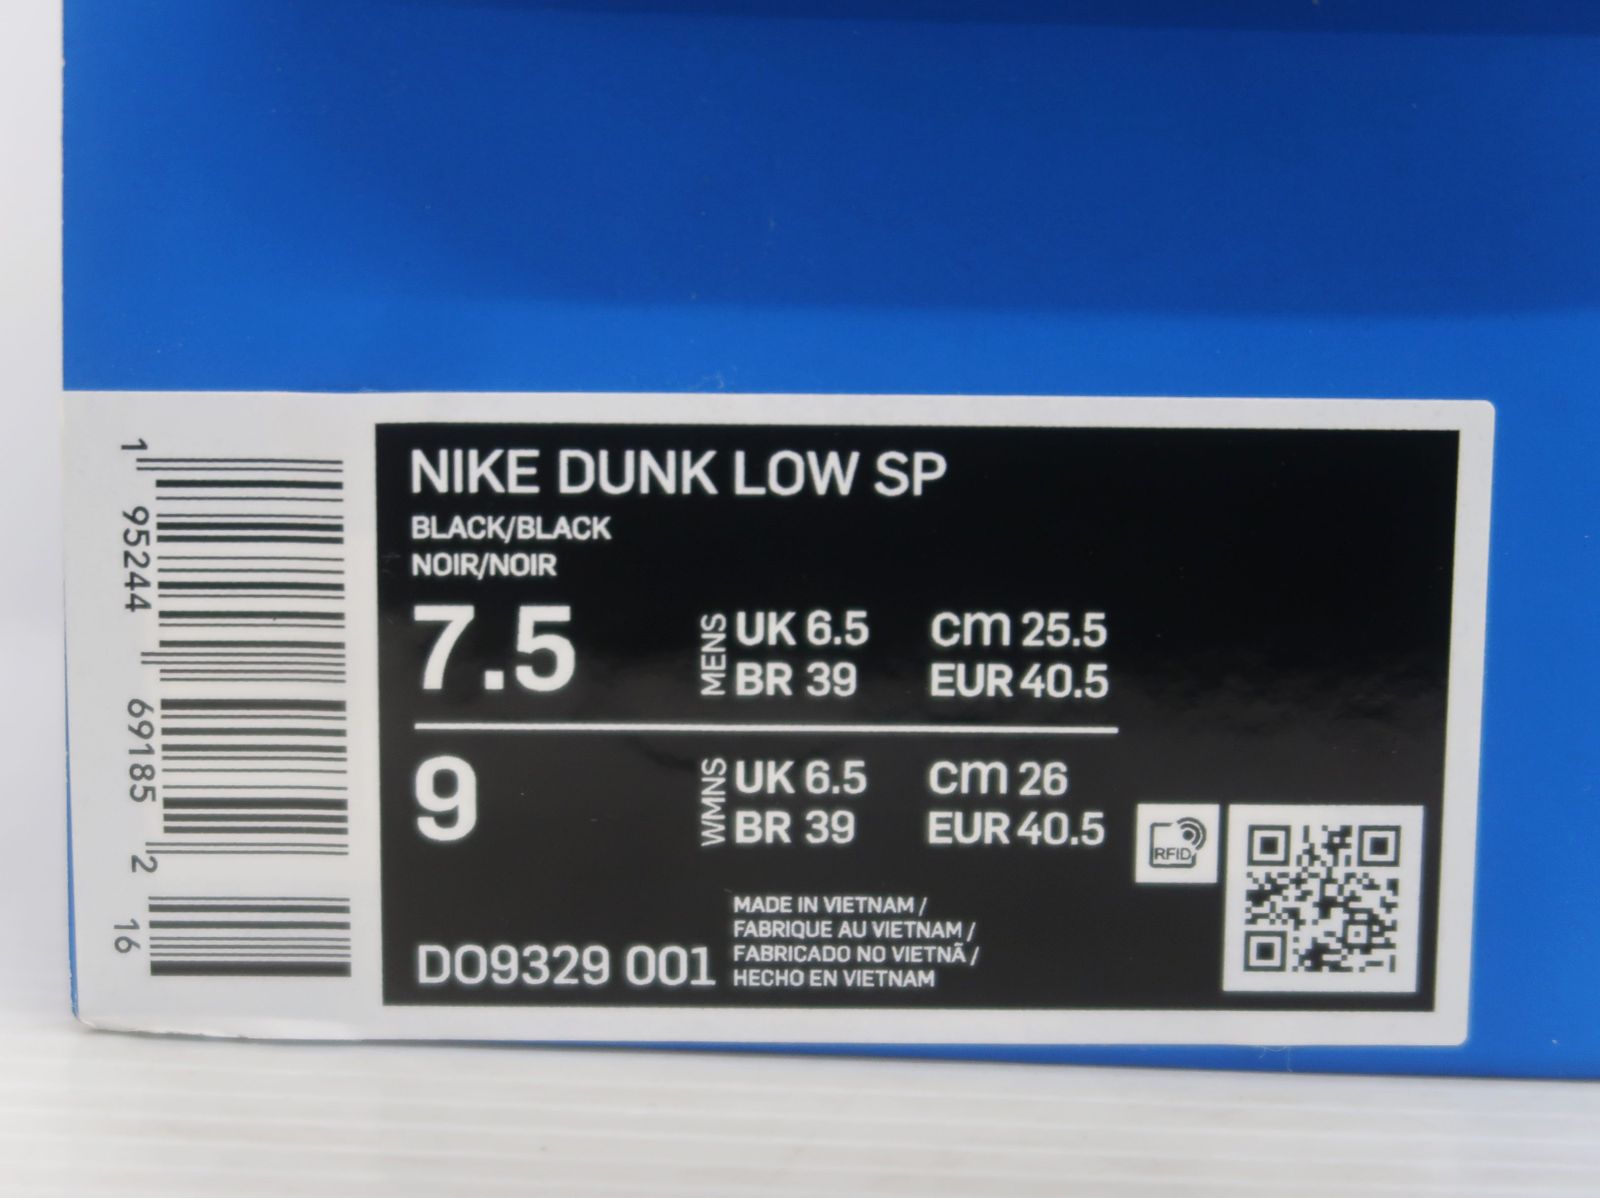 NIKE DUNK LOW SP
BLACK/BLACK
NOIR/NOIR
7.5 MENS UK 6.5 cm 25.5
BR 39 EUR 40.5
9 WMNS UK 6.5 cm 26
BR 39 EUR 40.5
DO9329 001
MADE IN VIETNAM /
FABRIQUE AU VIETNAM /
FABRICADO NO VIETNÃ /
HECHO EN VIETNAM
RFID
1 95244 69185 2 16